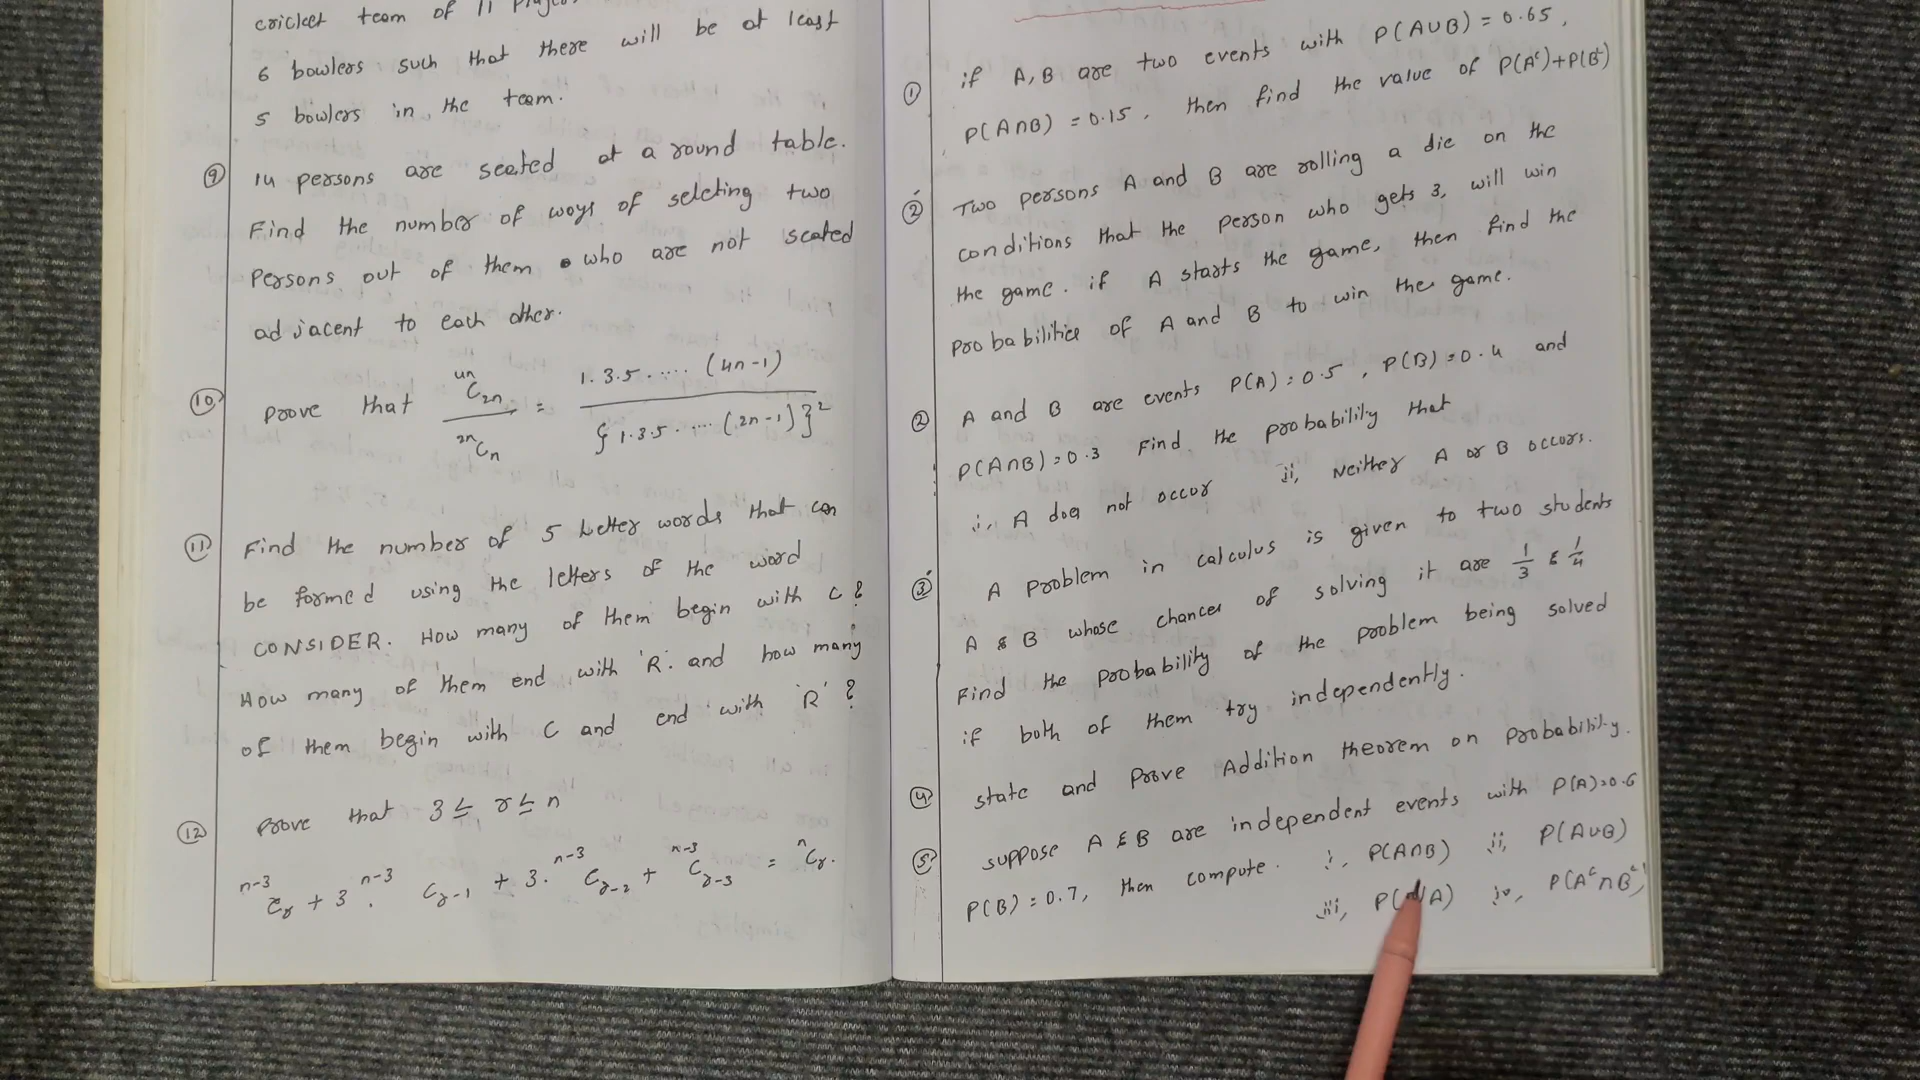 cricket team of 11
6 bowlers such that there will be at least
5 bowlers in the team.
⑨ 14 persons are seated at a round table.
Find the number of ways of selcting two
Persons out of them who are not seated
adjacent to each other.
⑩ Prove that ⁴ⁿC₂ₙ / ²ⁿCₙ = 1.3.5..... (4n-1) / {1.3.5..... (2n-1)}²
⑪ Find the number of 5 letter words that can
be formed using the letters of the word
CONSIDER. How many of them begin with C?
How many of them end with 'R'. and how many
of them begin with C and end with 'R'?
⑫ Prove that 3 ≤ r ≤ n
ⁿ⁻³Cᵣ + 3. ⁿ⁻³Cᵣ₋₁ + 3. ⁿ⁻³Cᵣ₋₂ + ⁿ⁻³Cᵣ₋₃ = ⁿCᵣ.
① if A, B are two events with P(A∪B) = 0.65,
P(A∩B) = 0.15, then find the value of P(Aᶜ)+P(Bᶜ)
② Two persons A and B are rolling a die on the
conditions that the person who gets 3, will win
the game. if A starts the game, then find the
probabilities of A and B to win the game.
② A and B are events P(A) = 0.5, P(B) = 0.4 and
P(A∩B) = 0.3 Find the probability that
i, A does not occur ii, Neither A or B occurs.
③ A problem in calculus is given to two students
A & B whose chances of solving it are 1/3 & 1/4
Find the probability of the problem being solved
if both of them try independently.
④ state and Prove Addition theorem on probability.
⑤ suppose A & B are independent events with P(A)=0.6
P(B) = 0.7, then compute. i, P(A∩B) ii, P(A∪B)
iii, iv, P(Aᶜ∩Bᶜ)